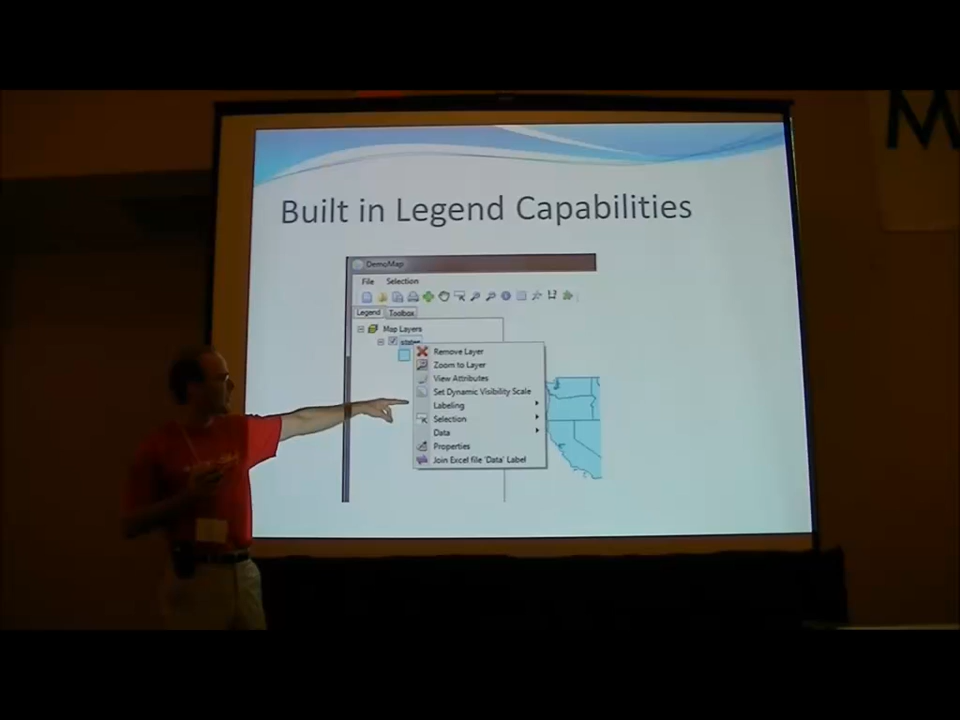 M
Built in Legend Capabilities
DemoMap
File Selection
Legend Toolbox
Map Layers
states
Remove Layer
Zoom to Layer
View Attributes
Set Dynamic Visibility Scale
Labeling
Selection
Data
Properties
Join Excel file 'Data' Label